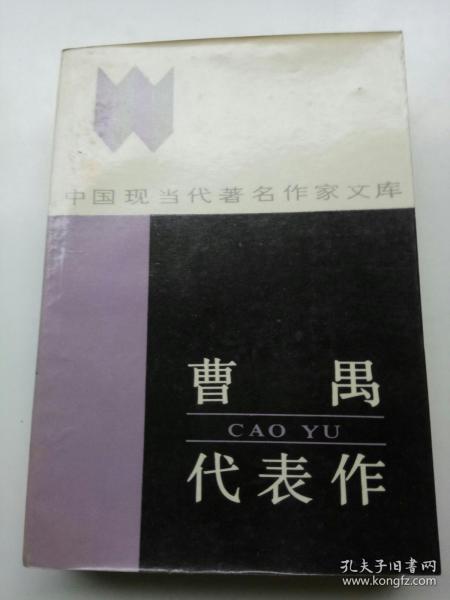 中国现当代著名作家文库
曹禺
CAO YU
代表作
孔夫子旧书网
www.kongfz.com